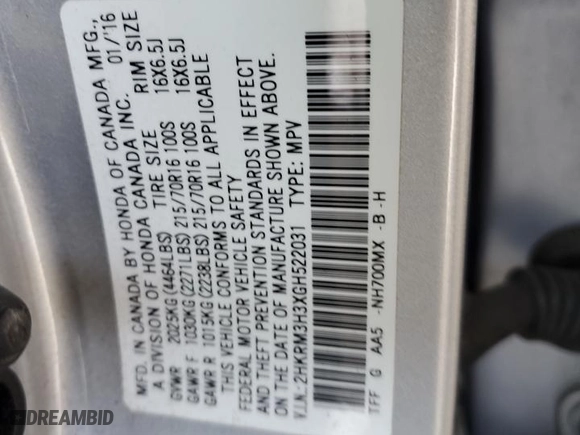 MFD. IN CANADA BY HONDA OF CANADA MFG.,
A DIVISION OF HONDA CANADA INC. 01/'16
TIRE SIZE RIM SIZE
GVWR 2025KG(4464LBS)
GAWR F 1030KG(2271LBS) 215/70R16 100S 16X6.5J
GAWR R 1015KG(2238LBS) 215/70R16 100S 16X6.5J
THIS VEHICLE CONFORMS TO ALL APPLICABLE
FEDERAL MOTOR VEHICLE SAFETY
AND THEFT PREVENTION STANDARDS IN EFFECT
ON THE DATE OF MANUFACTURE SHOWN ABOVE.
V.I.N.:2HKRM3H3XGH522031 TYPE: MPV
TFF G AA5 -NH700MX -B -H
DREAMBID